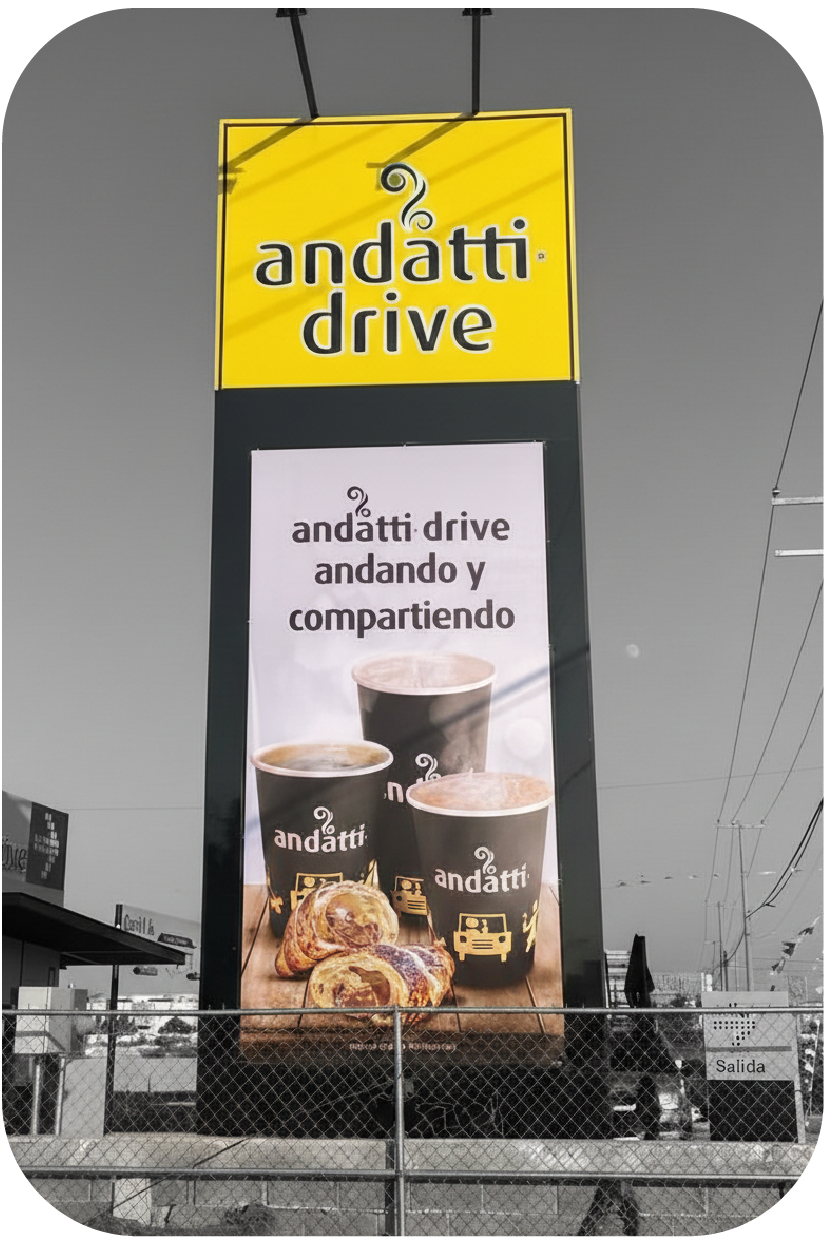 andatti
drive
andatti drive
andando y
compartiendo
andatti
andatti
Salida